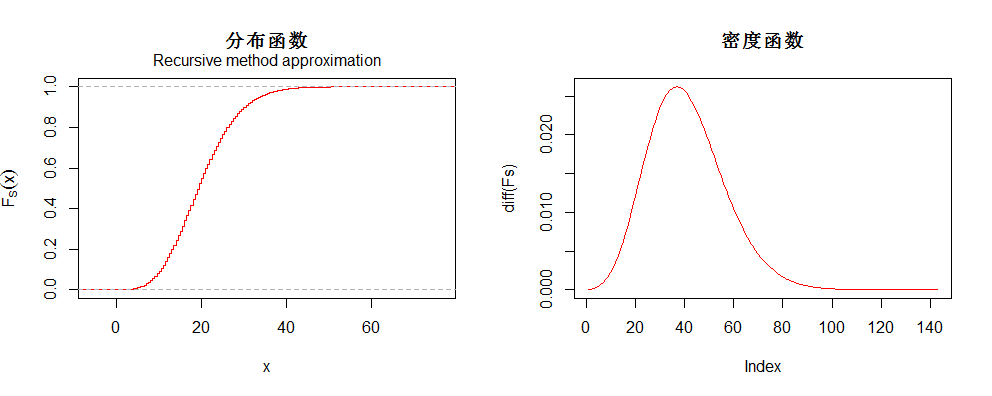 分布函数
Recursive method approximation
1.0
0.8
0.6
0.4
0.2
0.0
FS(x)
0 20 40 60
x
密度函数
0.020
0.010
0.000
diff(Fs)
0 20 40 60 80 100 120 140
Index